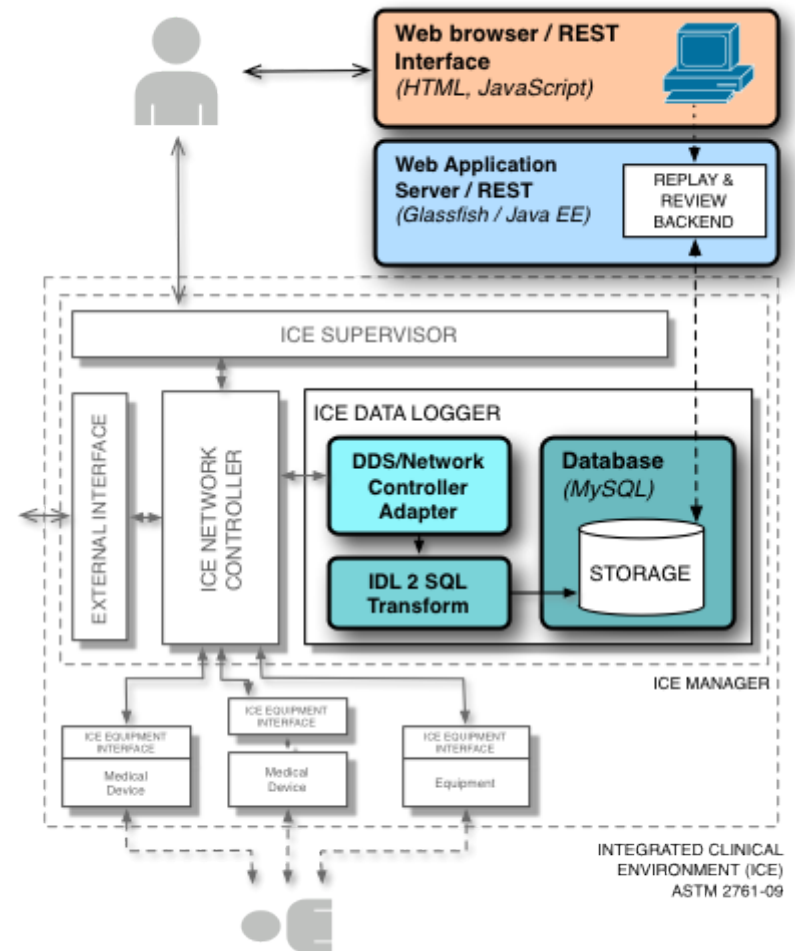 Web browser / REST
Interface
(HTML, JavaScript)
Web Application
Server / REST
(Glassfish / Java EE)
REPLAY &
REVIEW
BACKEND
ICE SUPERVISOR
EXTERNAL INTERFACE
ICE NETWORK
CONTROLLER
ICE DATA LOGGER
DDS/Network
Controller
Adapter
IDL 2 SQL
Transform
Database
(MySQL)
STORAGE
ICE MANAGER
ICE EQUIPMENT
INTERFACE
Medical
Device
ICE EQUIPMENT
INTERFACE
Medical
Device
ICE EQUIPMENT
INTERFACE
Equipment
INTEGRATED CLINICAL
ENVIRONMENT (ICE)
ASTM 2761-09